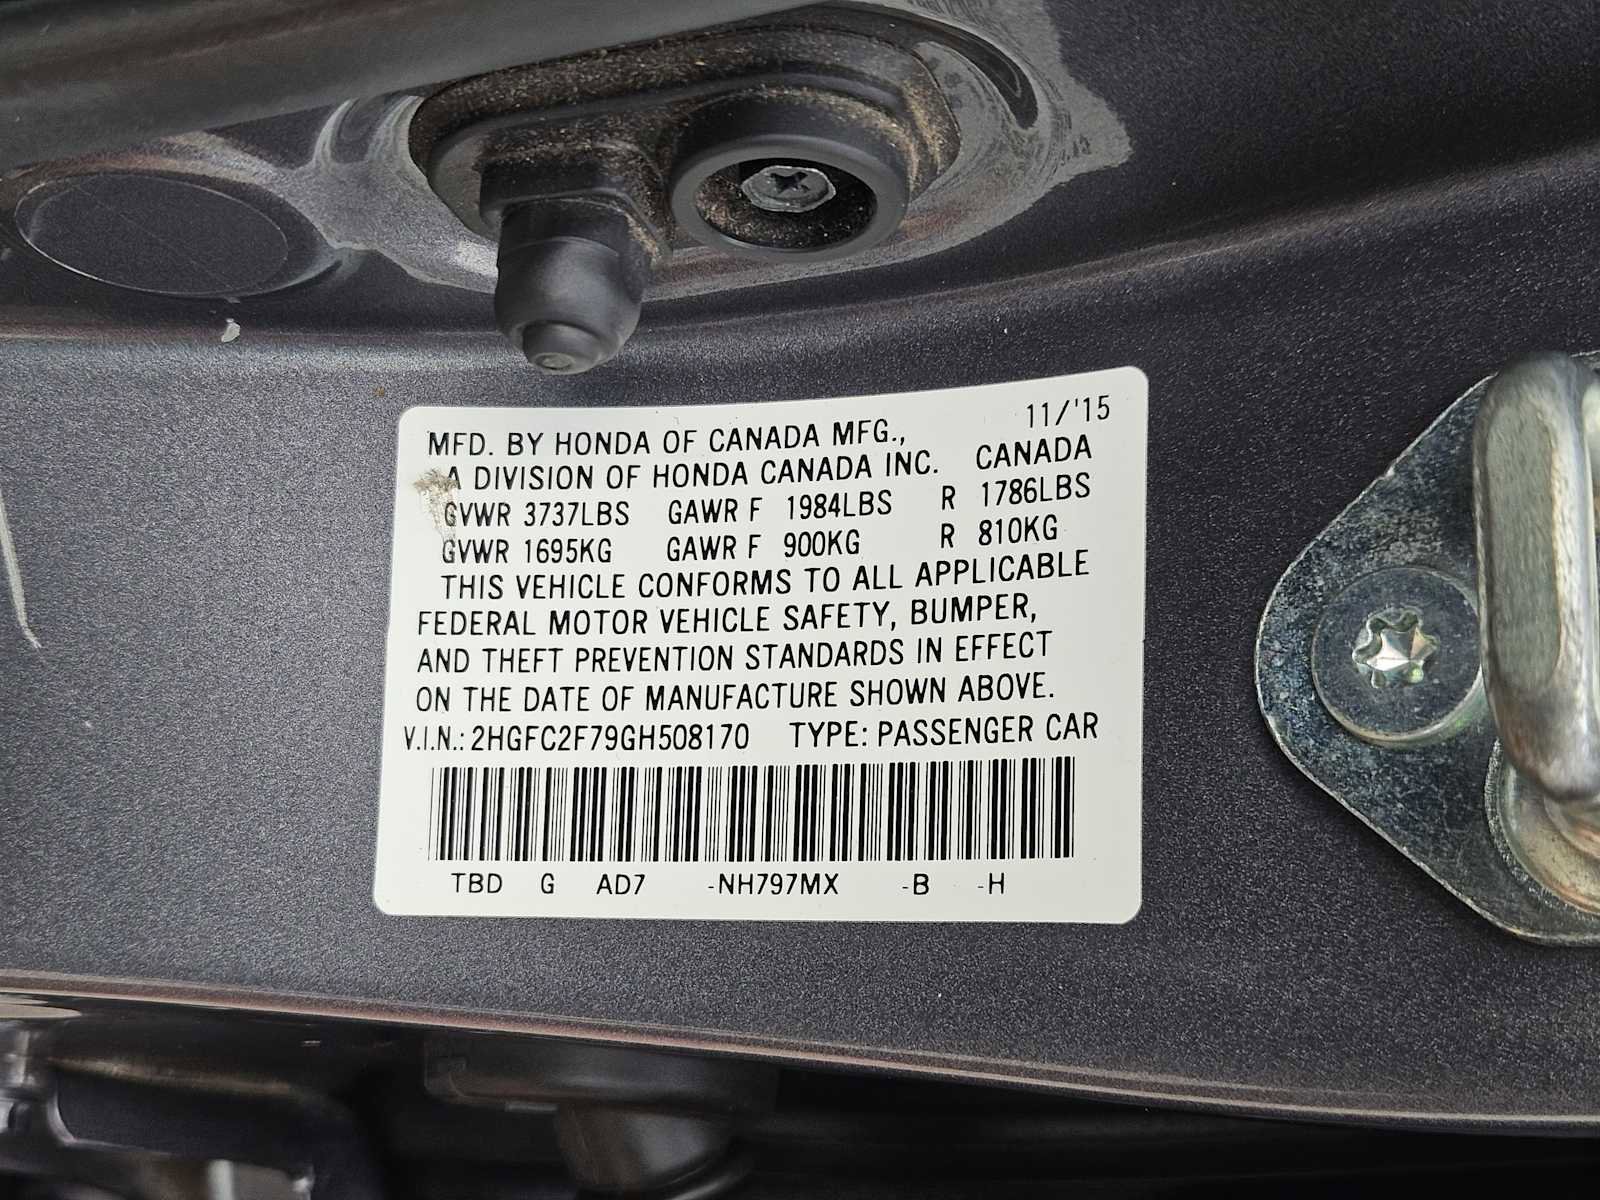 11/'15
MFD. BY HONDA OF CANADA MFG.,
A DIVISION OF HONDA CANADA INC. CANADA
GVWR 3737LBS GAWR F 1984LBS R 1786LBS
GVWR 1695KG GAWR F 900KG R 810KG
THIS VEHICLE CONFORMS TO ALL APPLICABLE
FEDERAL MOTOR VEHICLE SAFETY, BUMPER,
AND THEFT PREVENTION STANDARDS IN EFFECT
ON THE DATE OF MANUFACTURE SHOWN ABOVE.
V.I.N.: 2HGFC2F79GH508170 TYPE: PASSENGER CAR
TBD G AD7 -NH797MX -B -H